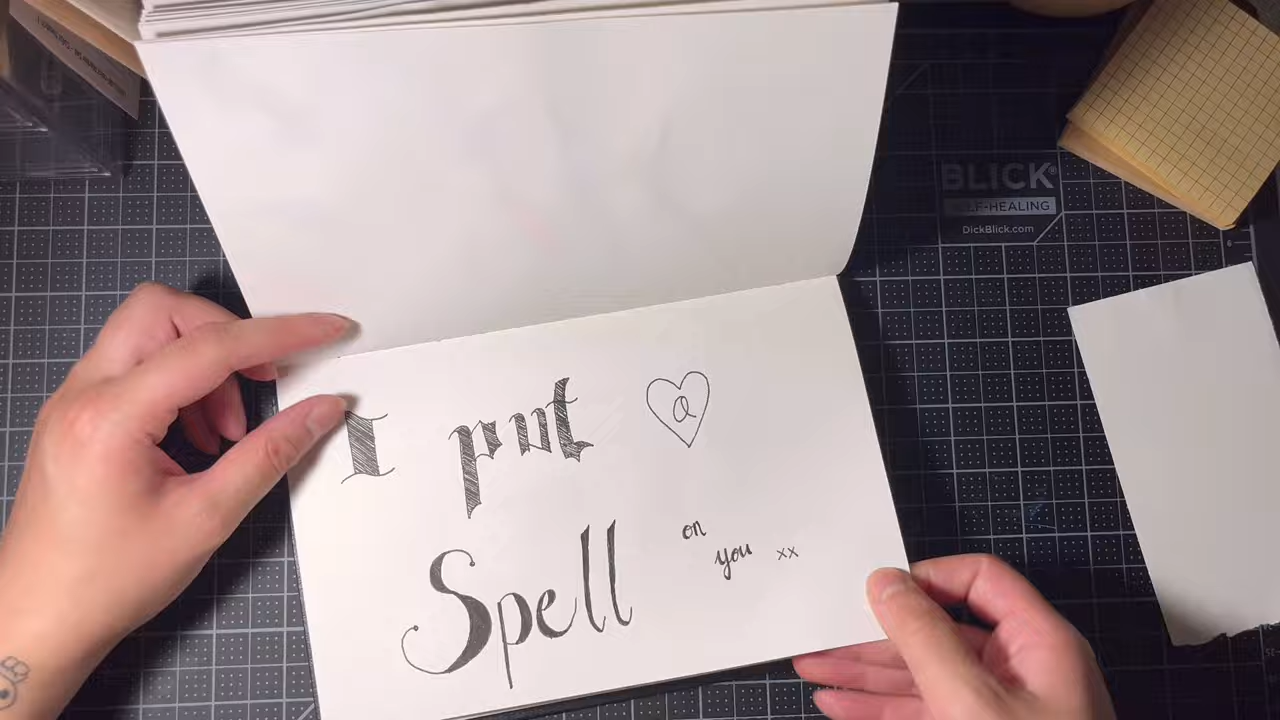 I put a
Spell on
you xx
BLICK®
SELF-HEALING
DickBlick.com